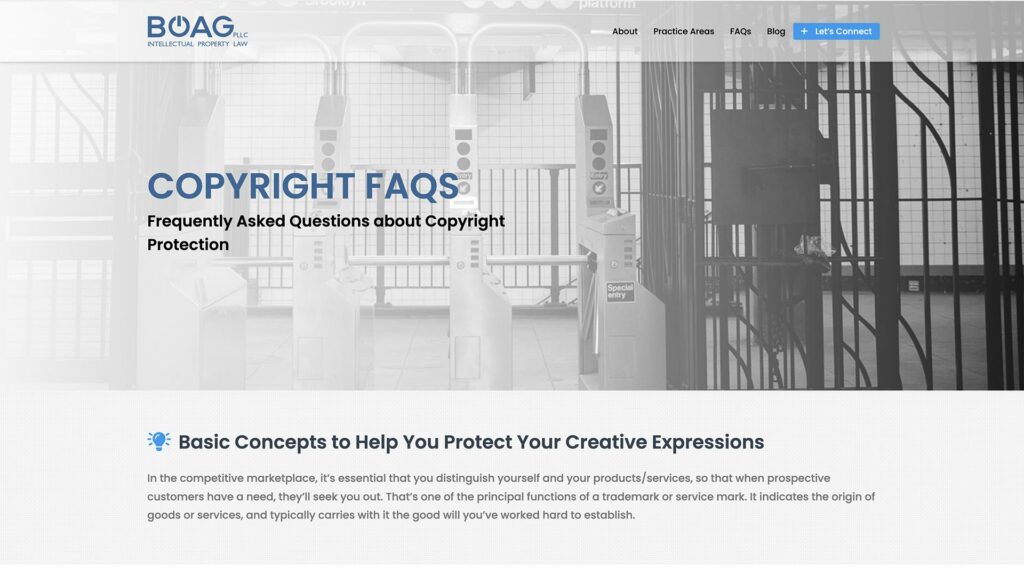 Brooklyn
platform
BOAG PLLC
INTELLECTUAL PROPERTY LAW
About
Practice Areas
FAQs
Blog
+ Let's Connect
COPYRIGHT FAQS
Frequently Asked Questions about Copyright
Protection
Entry
Entry
Special
entry
Basic Concepts to Help You Protect Your Creative Expressions
In the competitive marketplace, it's essential that you distinguish yourself and your products/services, so that when prospective
customers have a need, they'll seek you out. That's one of the principal functions of a trademark or service mark. It indicates the origin of
goods or services, and typically carries with it the good will you've worked hard to establish.